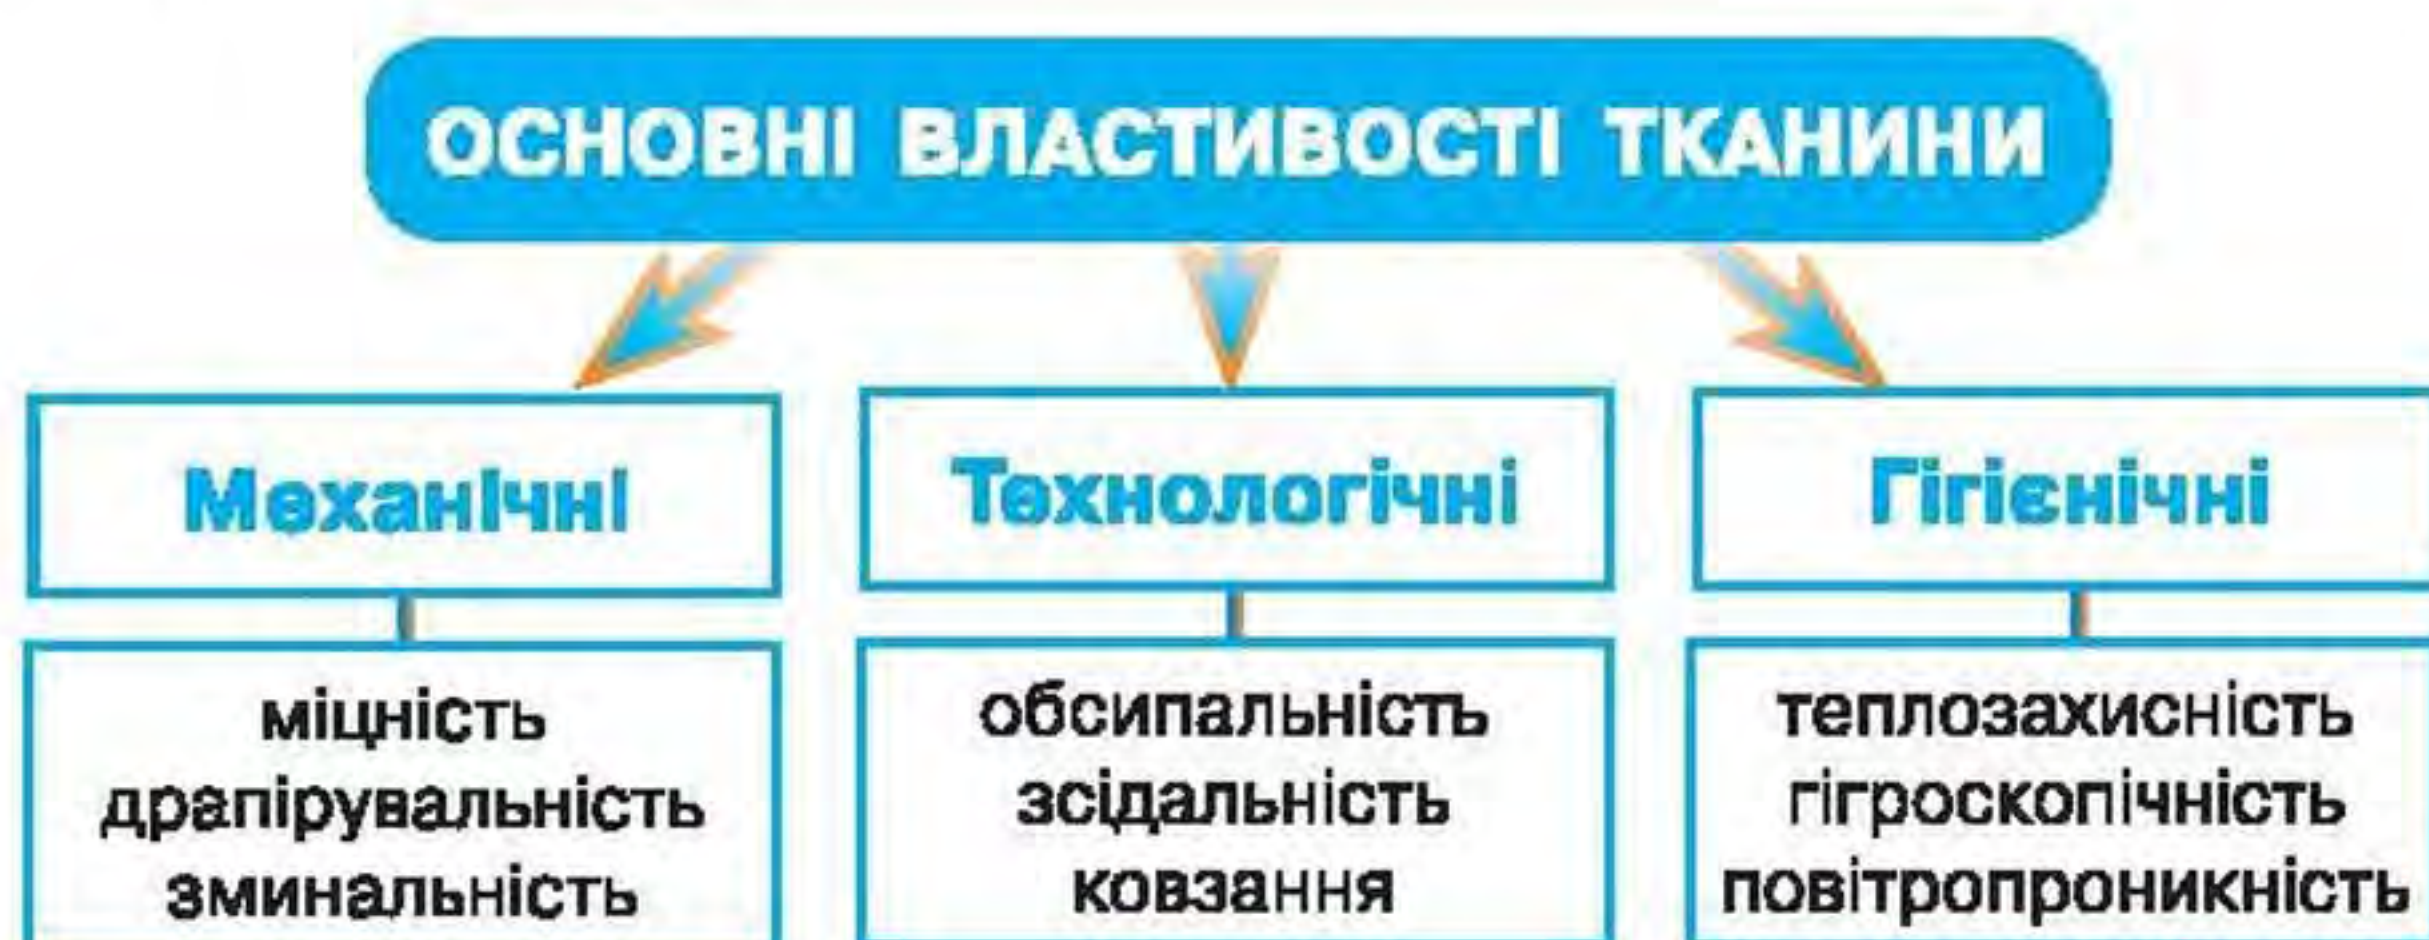 ОСНОВНІ ВЛАСТИВОСТІ ТКАНИНИ
Механічні
міцність
драпірувальність
зминальність
Технологічні
обсипальність
зсідальність
ковзання
Гігієнічні
теплозахисність
гігроскопічність
повітропроникність